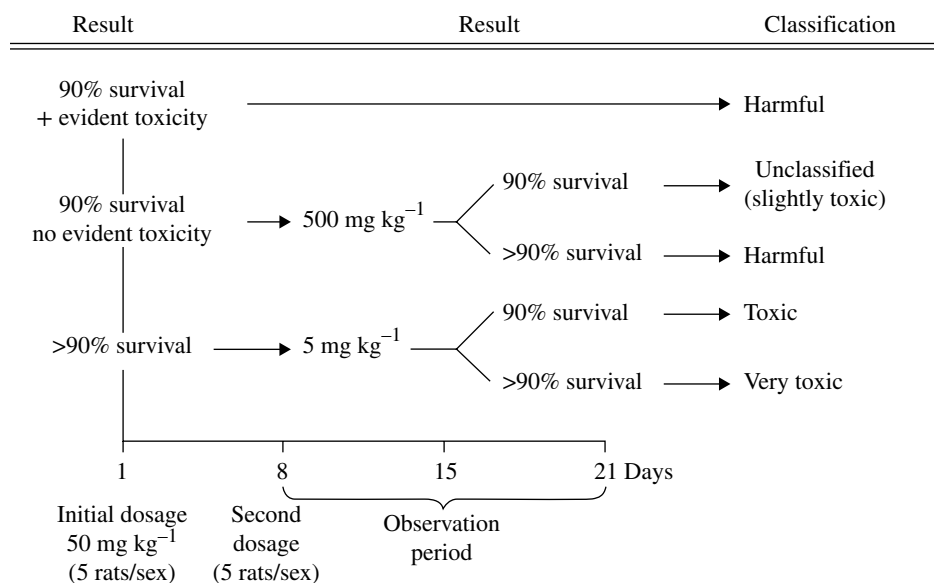 Result Result Classification
90% survival
+ evident toxicity
Harmful
90% survival
no evident toxicity
500 mg kg⁻¹
90% survival
Unclassified
(slightly toxic)
>90% survival
Harmful
>90% survival
5 mg kg⁻¹
90% survival
Toxic
>90% survival
Very toxic
1 8 15 21 Days
Initial dosage
50 mg kg⁻¹
(5 rats/sex)
Second
dosage
(5 rats/sex)
Observation
period